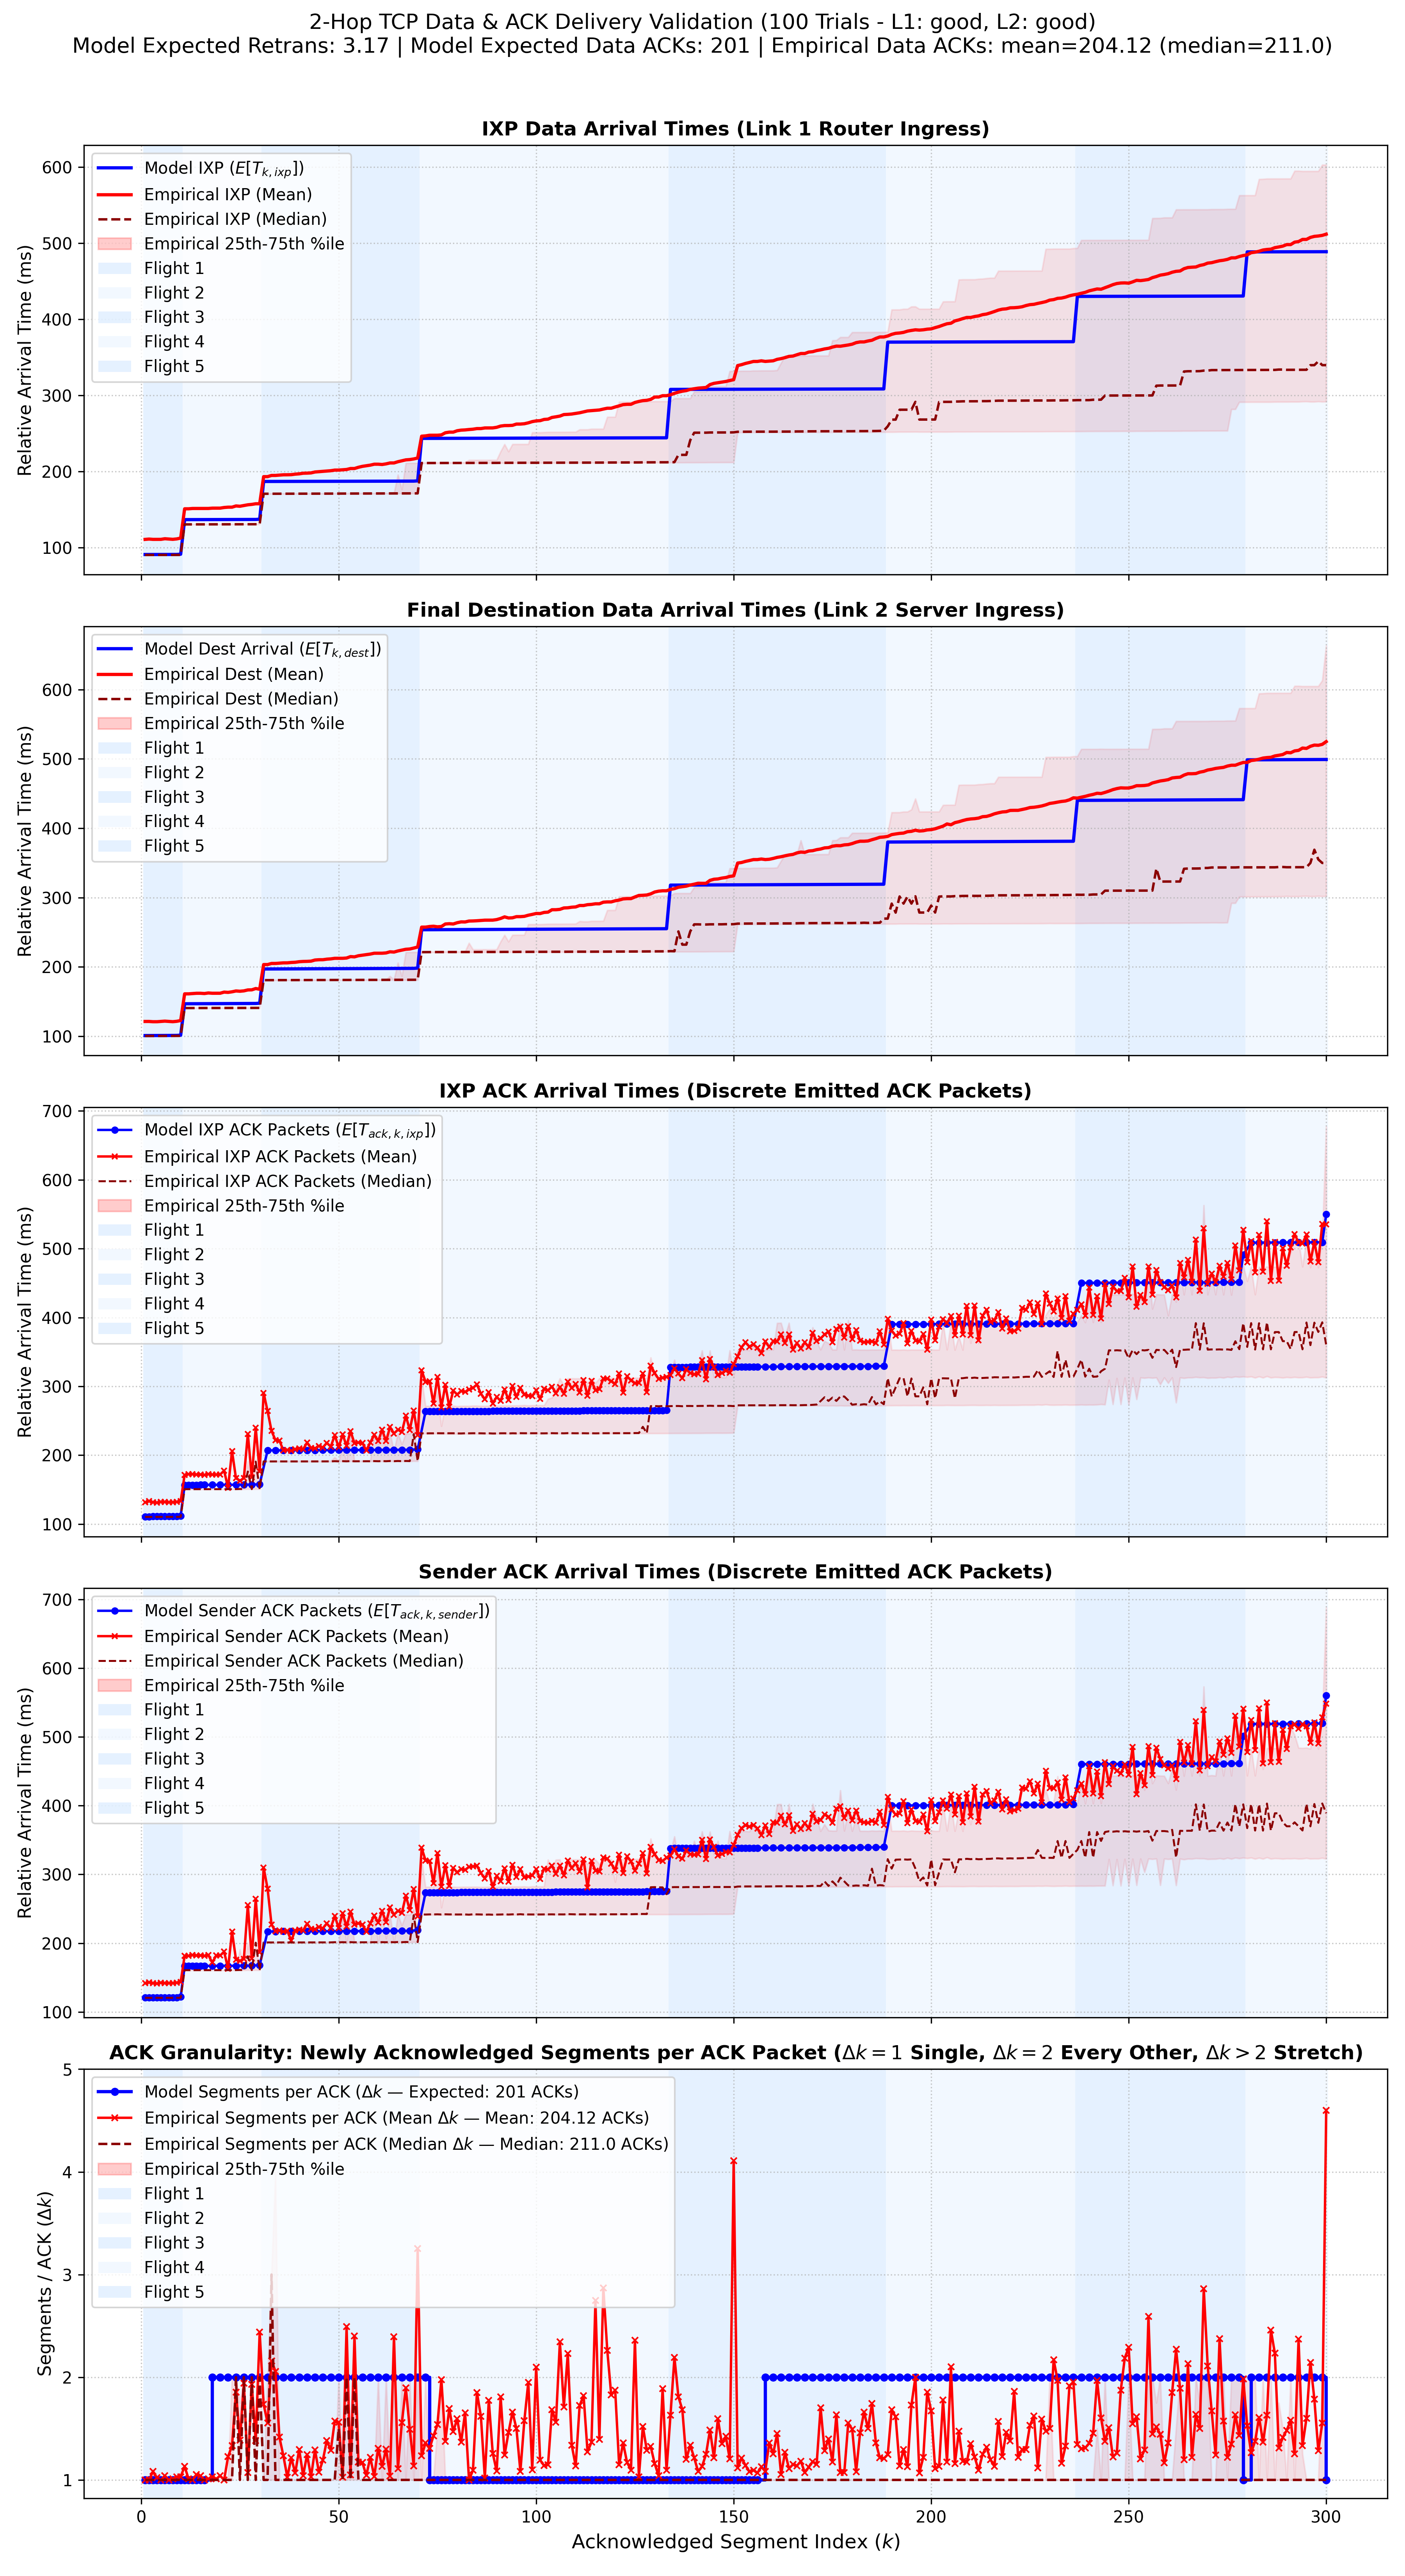 2-Hop TCP Data & ACK Delivery Validation (100 Trials - L1: good, L2: good)
Model Expected Retrans: 3.17 | Model Expected Data ACKs: 201 | Empirical Data ACKs: mean=204.12 (median=211.0)
IXP Data Arrival Times (Link 1 Router Ingress)
Relative Arrival Time (ms)
600
500
400
300
200
100
Model IXP (E[T_{k,ixp}])
Empirical IXP (Mean)
Empirical IXP (Median)
Empirical 25th-75th %ile
Flight 1
Flight 2
Flight 3
Flight 4
Flight 5
Final Destination Data Arrival Times (Link 2 Server Ingress)
Relative Arrival Time (ms)
600
500
400
300
200
100
Model Dest Arrival (E[T_{k,dest}])
Empirical Dest (Mean)
Empirical Dest (Median)
Empirical 25th-75th %ile
Flight 1
Flight 2
Flight 3
Flight 4
Flight 5
IXP ACK Arrival Times (Discrete Emitted ACK Packets)
Relative Arrival Time (ms)
700
600
500
400
300
200
100
Model IXP ACK Packets (E[T_{ack,k,ixp}])
Empirical IXP ACK Packets (Mean)
Empirical IXP ACK Packets (Median)
Empirical 25th-75th %ile
Flight 1
Flight 2
Flight 3
Flight 4
Flight 5
Sender ACK Arrival Times (Discrete Emitted ACK Packets)
Relative Arrival Time (ms)
700
600
500
400
300
200
100
Model Sender ACK Packets (E[T_{ack,k,sender}])
Empirical Sender ACK Packets (Mean)
Empirical Sender ACK Packets (Median)
Empirical 25th-75th %ile
Flight 1
Flight 2
Flight 3
Flight 4
Flight 5
ACK Granularity: Newly Acknowledged Segments per ACK Packet (Δk = 1 Single, Δk = 2 Every Other, Δk > 2 Stretch)
Segments / ACK (Δk)
5
4
3
2
1
Model Segments per ACK (Δk — Expected: 201 ACKs)
Empirical Segments per ACK (Mean Δk — Mean: 204.12 ACKs)
Empirical Segments per ACK (Median Δk — Median: 211.0 ACKs)
Empirical 25th-75th %ile
Flight 1
Flight 2
Flight 3
Flight 4
Flight 5
0 50 100 150 200 250 300
Acknowledged Segment Index (k)